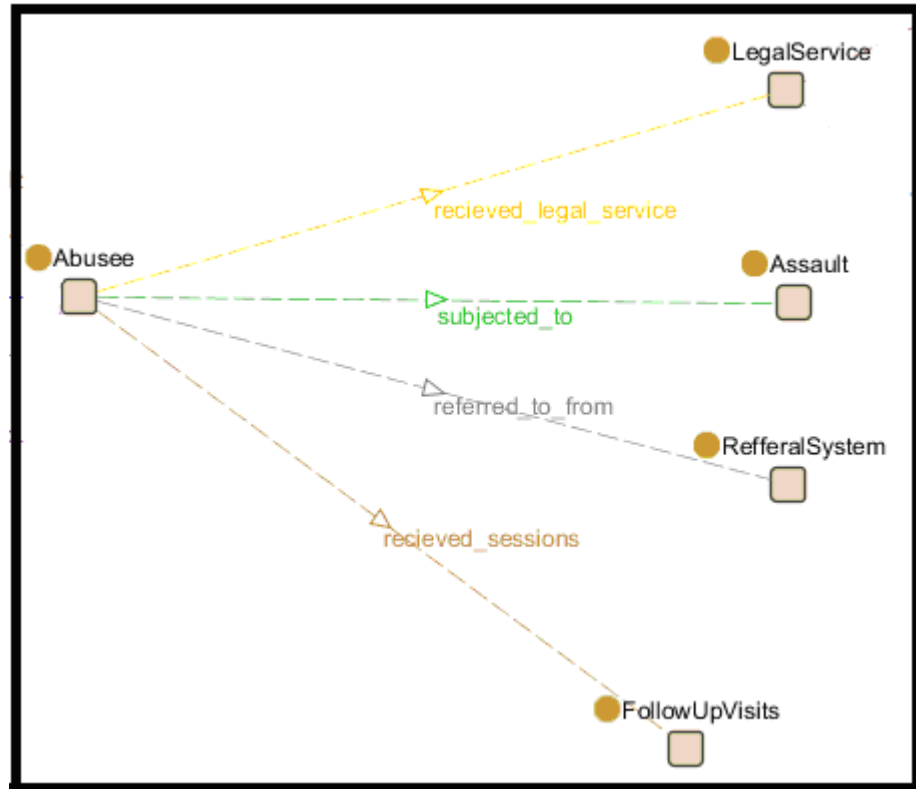 LegalService
recieved_legal_service
Abusee
Assault
subjected_to
referred_to_from
RefferalSystem
recieved_sessions
FollowUpVisits